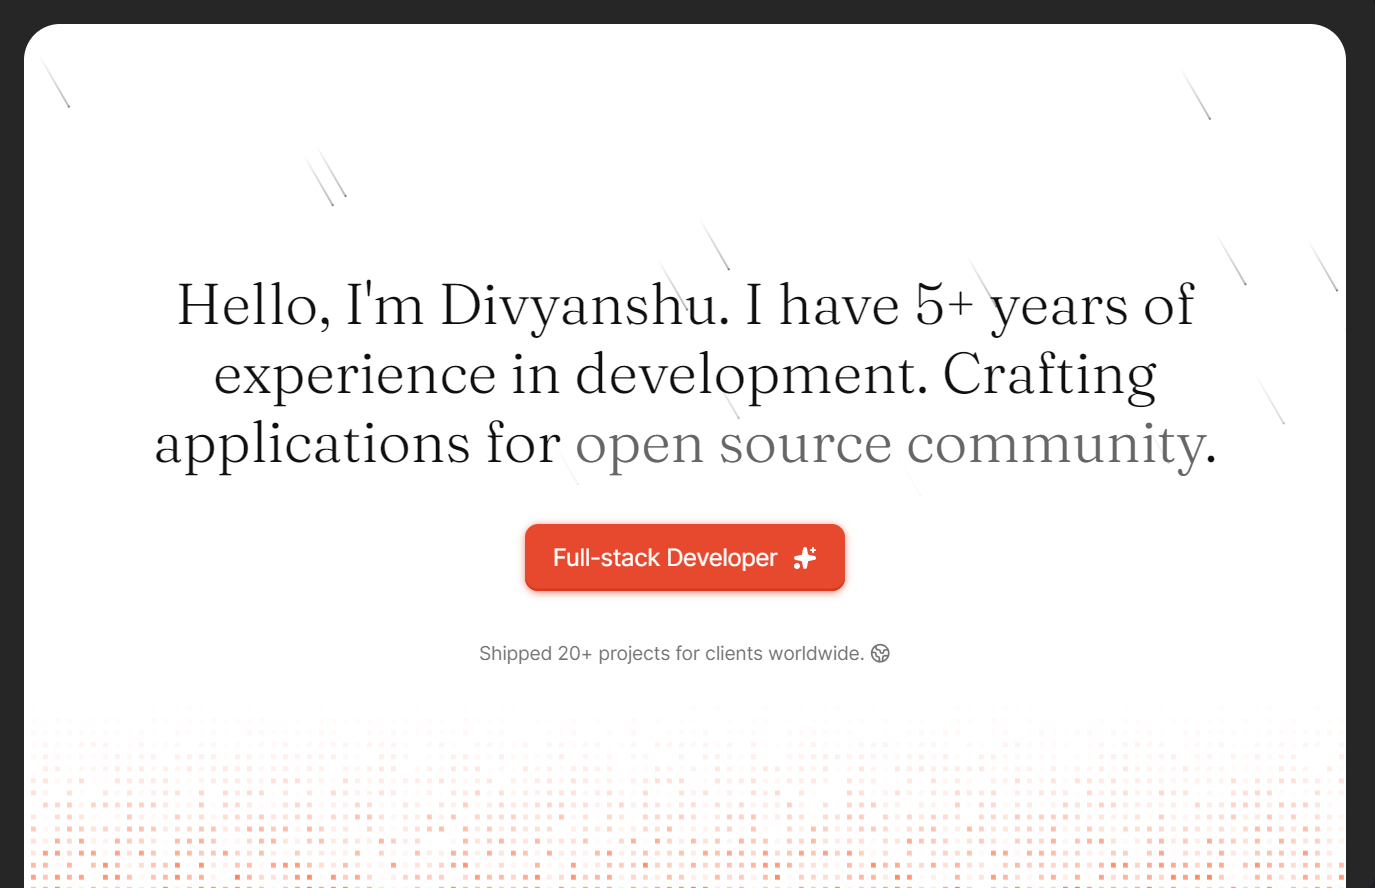 Hello, I'm Divyanshu. I have 5+ years of
experience in development. Crafting
applications for open source community.
Full-stack Developer
Shipped 20+ projects for clients worldwide.